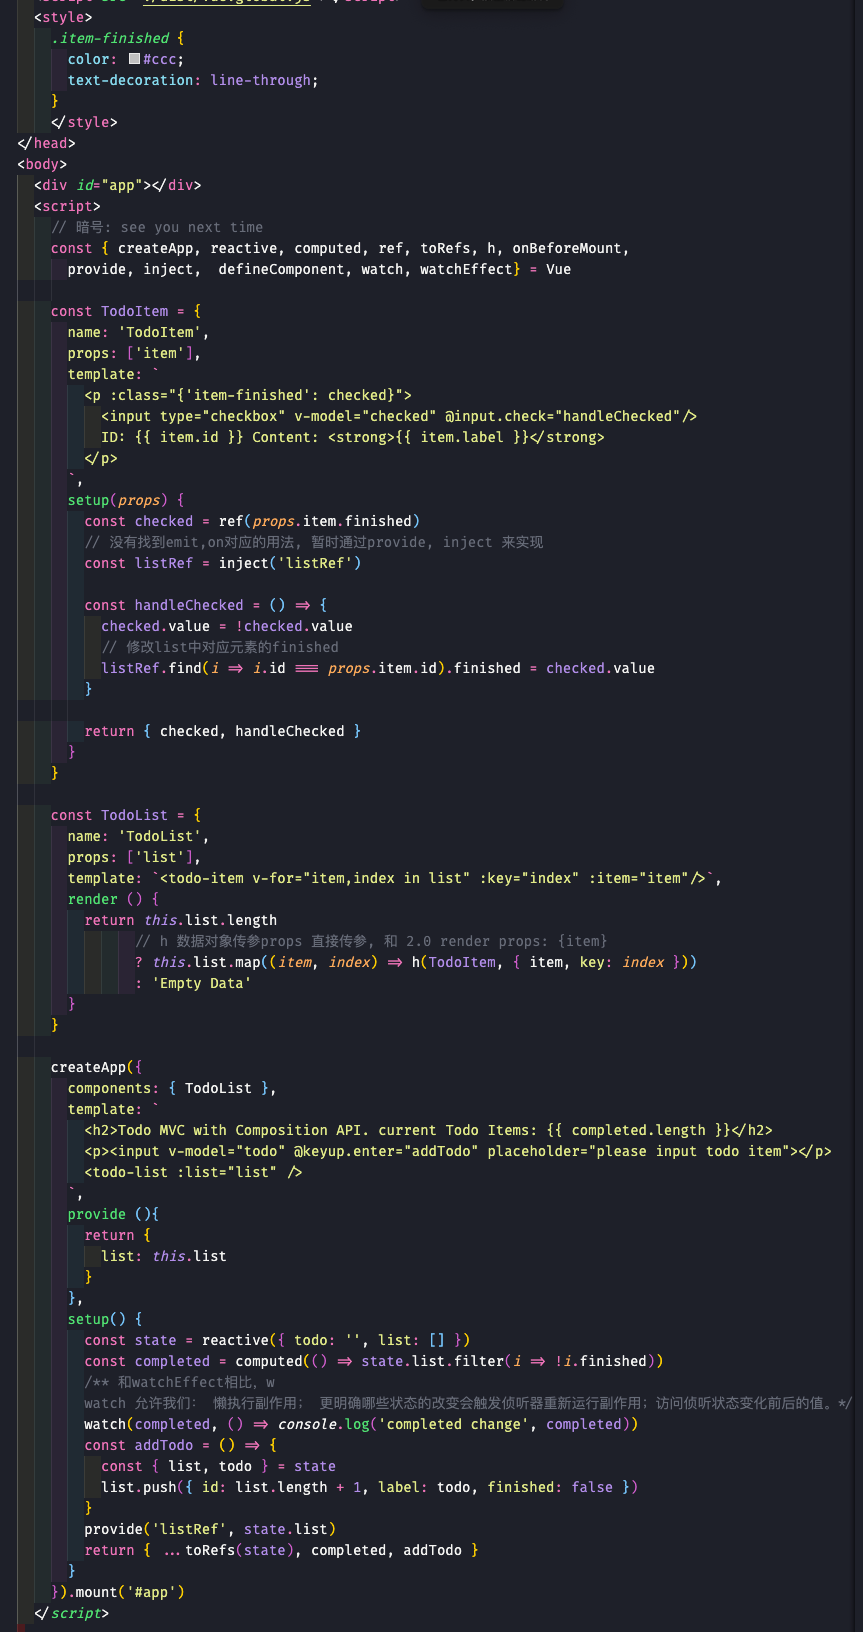 <style>
.item-finished {
color: #ccc;
text-decoration: line-through;
}
</style>
</head>
<body>
<div id="app"></div>
<script>
// 暗号: see you next time
const { createApp, reactive, computed, ref, toRefs, h, onBeforeMount,
provide, inject,  defineComponent, watch, watchEffect} = Vue
const TodoItem = {
name: 'TodoItem',
props: ['item'],
template: `
<p :class="{'item-finished': checked}">
<input type="checkbox" v-model="checked" @input.check="handleChecked"/>
ID: {{ item.id }} Content: <strong>{{ item.label }}</strong>
</p>
`,
setup(props) {
const checked = ref(props.item.finished)
// 没有找到emit,on对应的用法, 暂时通过provide, inject 来实现
const listRef = inject('listRef')
const handleChecked = () => {
checked.value = !checked.value
// 修改list中对应元素的finished
listRef.find(i => i.id === props.item.id).finished = checked.value
}
return { checked, handleChecked }
}
}
const TodoList = {
name: 'TodoList',
props: ['list'],
template: `<todo-item v-for="item,index in list" :key="index" :item="item"/>`,
render () {
return this.list.length
// h 数据对象传参props 直接传参, 和 2.0 render props: {item}
? this.list.map((item, index) => h(TodoItem, { item, key: index }))
: 'Empty Data'
}
}
createApp({
components: { TodoList },
template: `
<h2>Todo MVC with Composition API. current Todo Items: {{ completed.length }}</h2>
<p><input v-model="todo" @keyup.enter="addTodo" placeholder="please input todo item"></p>
<todo-list :list="list" />
`,
provide (){
return {
list: this.list
}
},
setup() {
const state = reactive({ todo: '', list: [] })
const completed = computed(() => state.list.filter(i => !i.finished))
/** 和watchEffect相比，w
watch 允许我们： 懒执行副作用； 更明确哪些状态的改变会触发侦听器重新运行副作用；访问侦听状态变化前后的值。*/
watch(completed, () => console.log('completed change', completed))
const addTodo = () => {
const { list, todo } = state
list.push({ id: list.length + 1, label: todo, finished: false })
}
provide('listRef', state.list)
return { ...toRefs(state), completed, addTodo }
}
}).mount('#app')
</script>